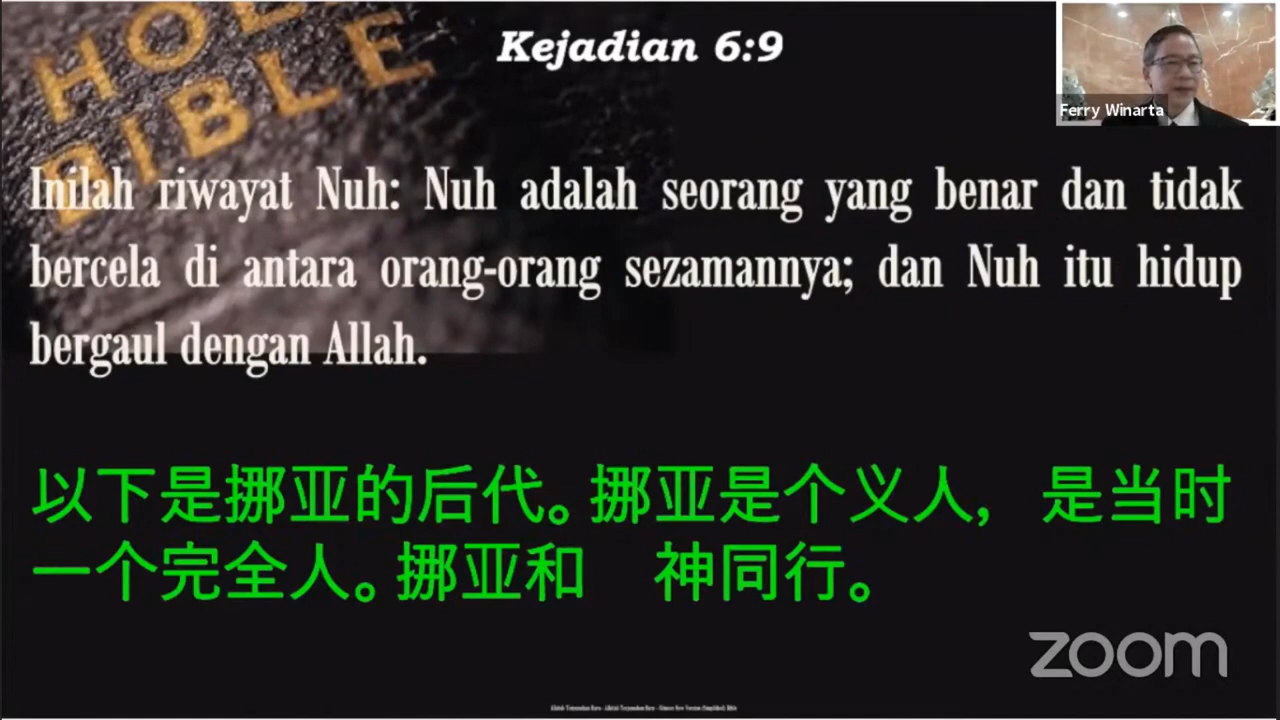 HOLY
BIBLE
Kejadian 6:9
Ferry Winarta
Inilah riwayat Nuh: Nuh adalah seorang yang benar dan tidak
bercela di antara orang-orang sezamannya; dan Nuh itu hidup
bergaul dengan Allah.
以下是挪亚的后代。挪亚是个义人, 是当时
一个完全人。挪亚和 神同行。
zoom